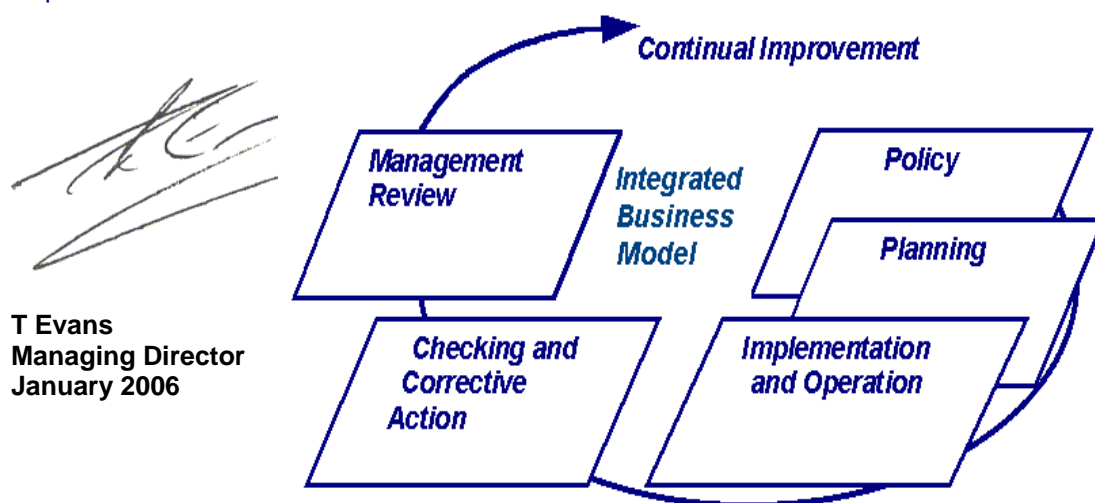 Continual Improvement
Management
Review
Integrated
Business
Model
Policy
Planning
T Evans
Managing Director
January 2006
Checking and
Corrective
Action
Implementation
and Operation